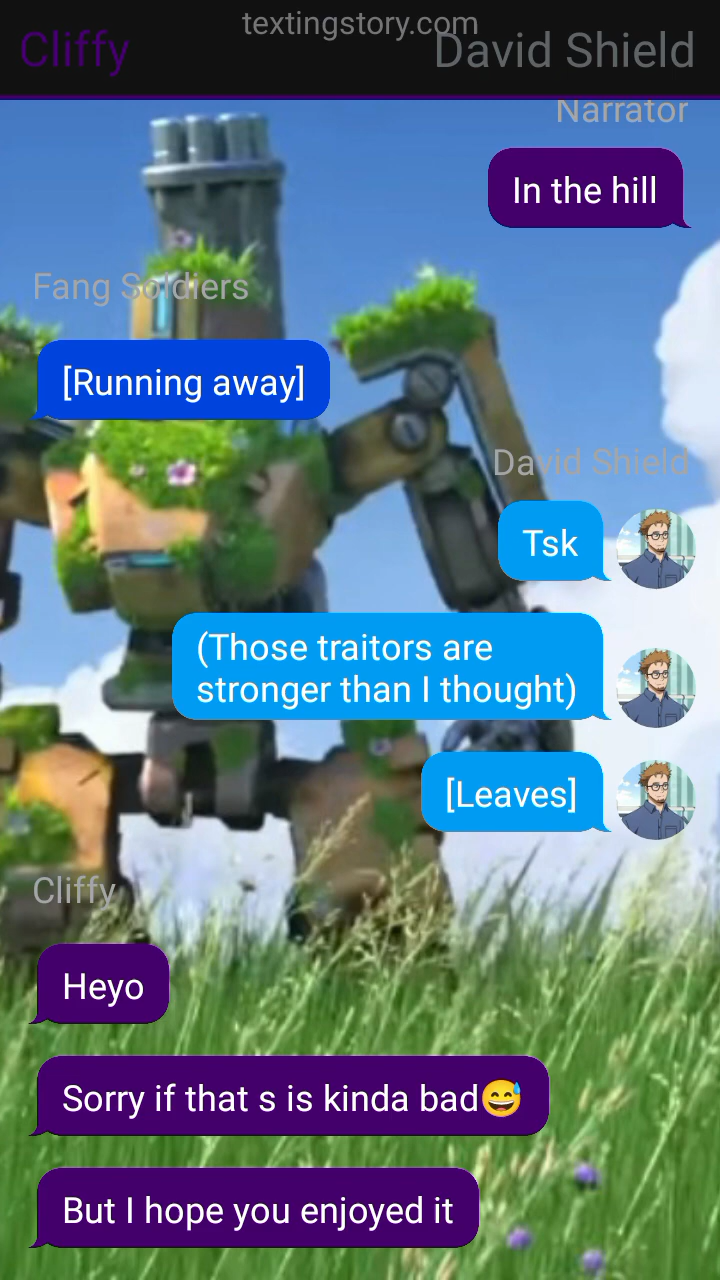 textingstory.com
Cliffy
David Shield
Narrator
In the hill
Fang Soldiers
[Running away]
David Shield
Tsk
(Those traitors are
stronger than I thought)
[Leaves]
Cliffy
Heyo
Sorry if that s is kinda bad😅
But I hope you enjoyed it